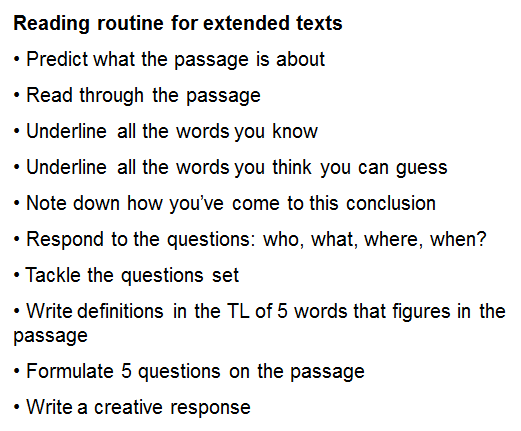 Reading routine for extended texts
• Predict what the passage is about
• Read through the passage
• Underline all the words you know
• Underline all the words you think you can guess
• Note down how you’ve come to this conclusion
• Respond to the questions: who, what, where, when?
• Tackle the questions set
• Write definitions in the TL of 5 words that figures in the
passage
• Formulate 5 questions on the passage
• Write a creative response